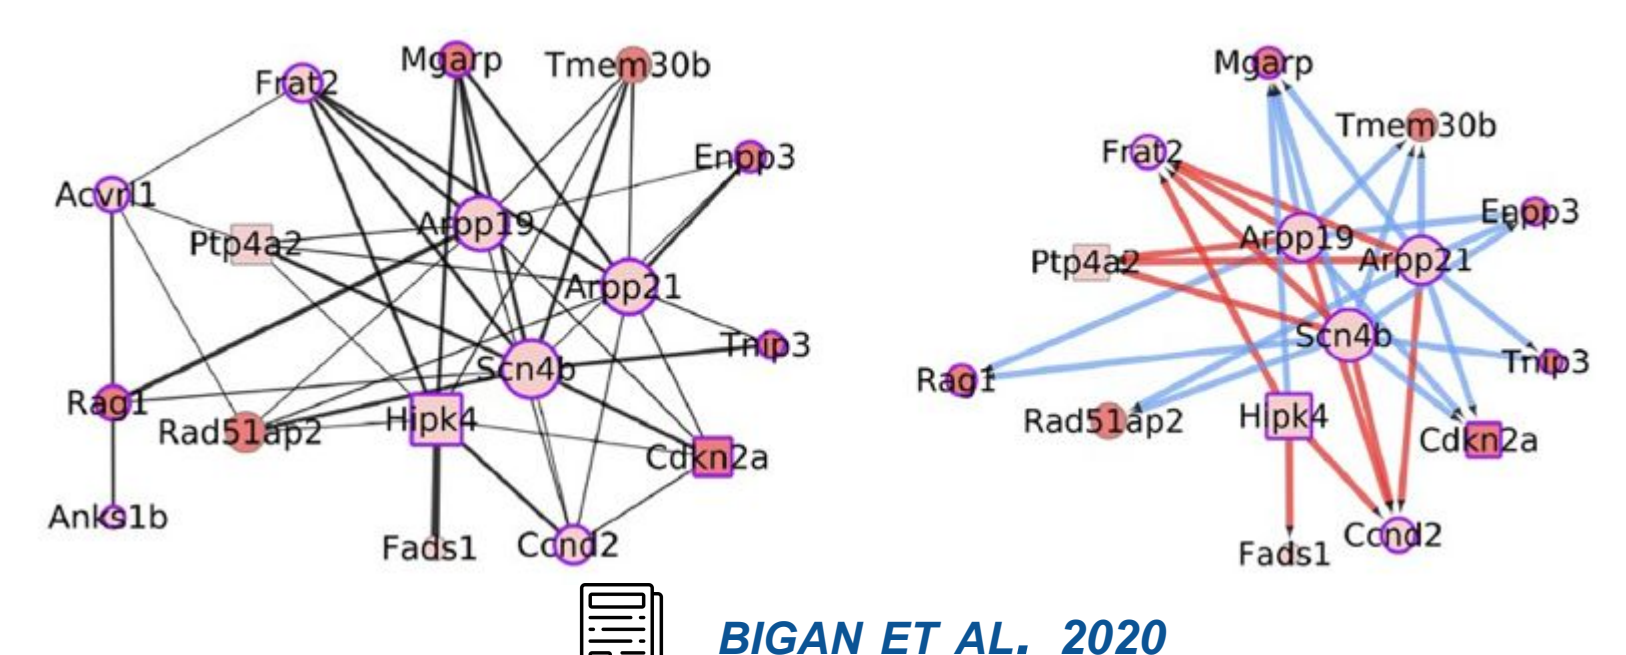 Mgarp
Tmem30b
Frat2
Enpp3
Acvrl1
Arpp19
Ptp4a2
Arpp21
Tnip3
Scn4b
Rag1
Hipk4
Rad51ap2
Cdkn2a
Anks1b
Fads1
Ccnd2
Mgarp
Tmem30b
Frat2
Enpp3
Arpp19
Ptp4a2
Arpp21
Scn4b
Tnip3
Rag1
Hipk4
Rad51ap2
Cdkn2a
Ccnd2
Fads1
BIGAN ET AL. 2020